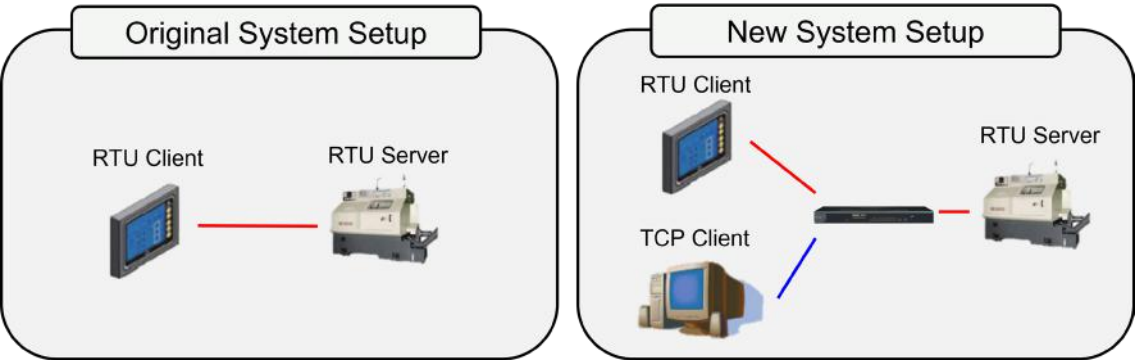 Original System Setup
RTU Client
RTU Server
New System Setup
RTU Client
RTU Server
TCP Client